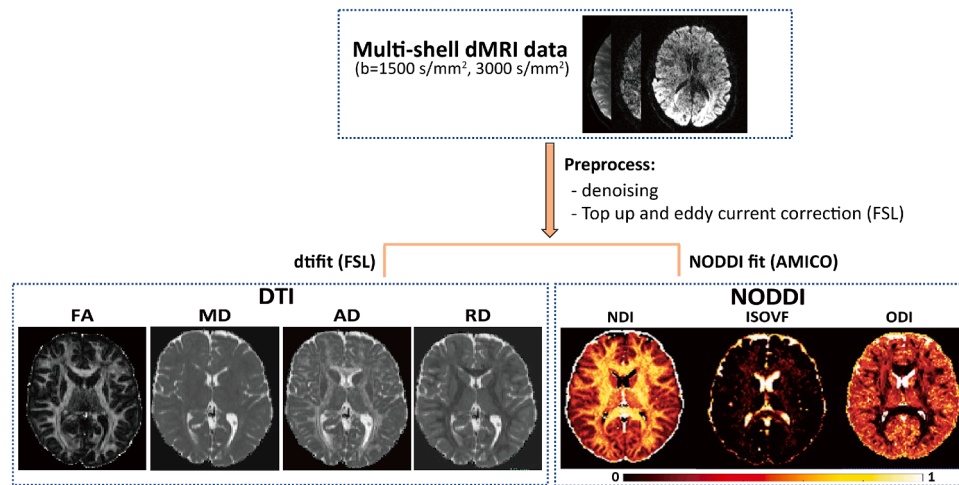 Multi-shell dMRI data
(b=1500 s/mm², 3000 s/mm²)
Preprocess:
- denoising
- Top up and eddy current correction (FSL)
dtifit (FSL)
NODDI fit (AMICO)
DTI
FA
MD
AD
RD
NODDI
NDI
ISOVF
ODI
0
1